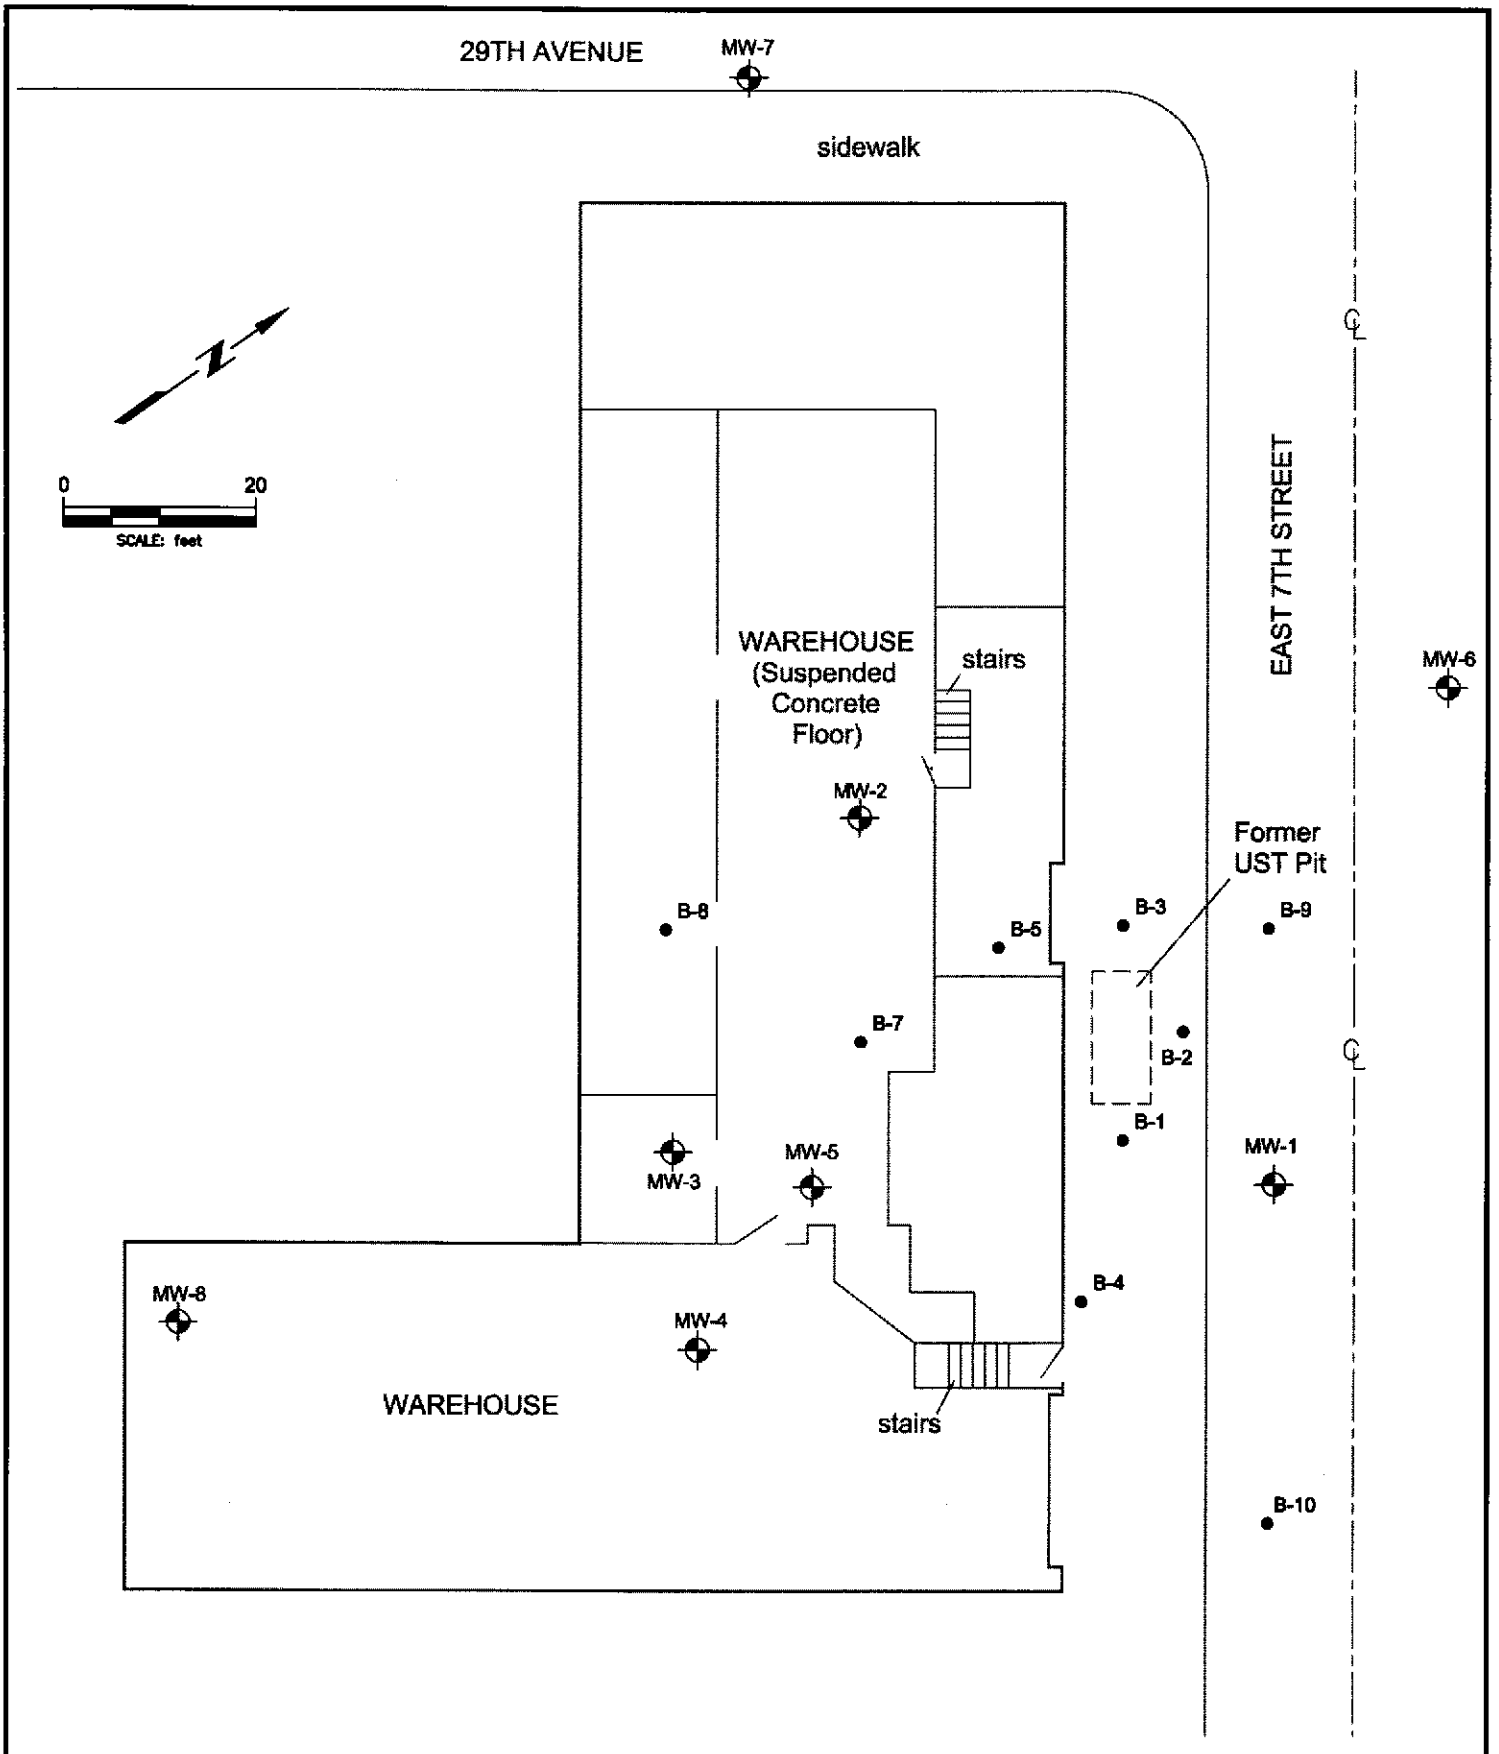 29TH AVENUE
MW-7
sidewalk
N
0 20
SCALE: feet
EAST 7TH STREET
WAREHOUSE
(Suspended
Concrete
Floor)
stairs
MW-6
MW-2
Former
UST Pit
B-8
B-5
B-3
B-9
B-7
B-2
B-1
MW-3
MW-5
MW-1
MW-8
MW-4
B-4
WAREHOUSE
stairs
B-10
CL
CL